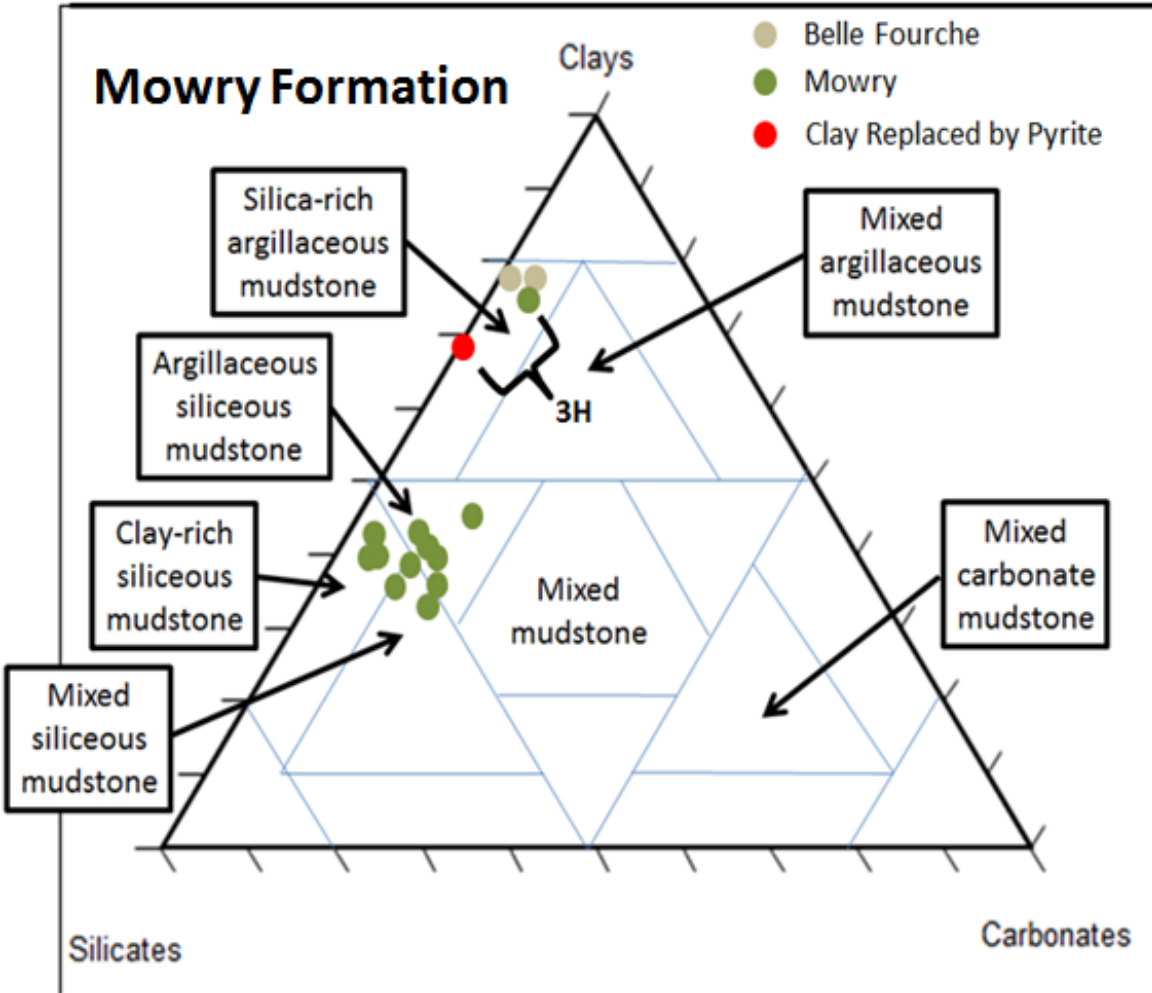 Mowry Formation
Clays
Belle Fourche
Mowry
Clay Replaced by Pyrite
Silica-rich
argillaceous
mudstone
Mixed
argillaceous
mudstone
Argillaceous
siliceous
mudstone
3H
Clay-rich
siliceous
mudstone
Mixed
mudstone
Mixed
carbonate
mudstone
Mixed
siliceous
mudstone
Silicates
Carbonates